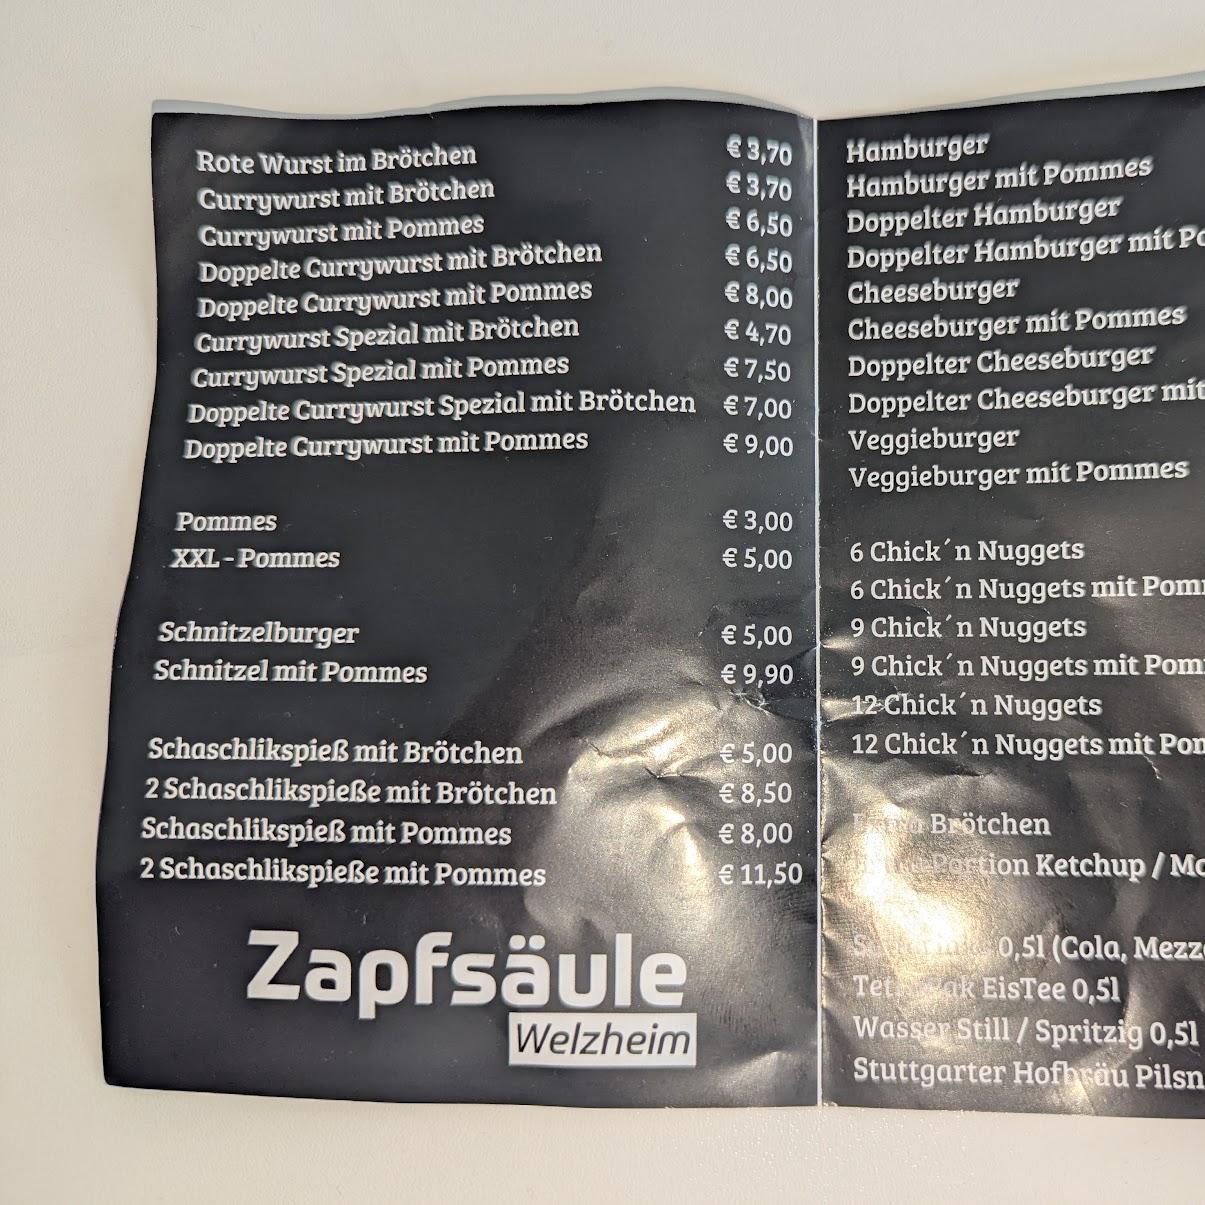 Rote Wurst im Brötchen € 3,70
Currywurst mit Brötchen € 3,70
Currywurst mit Pommes € 6,50
Doppelte Currywurst mit Brötchen € 6,50
Doppelte Currywurst mit Pommes € 8,00
Currywurst Spezial mit Brötchen € 4,70
Currywurst Spezial mit Pommes € 7,50
Doppelte Currywurst Spezial mit Brötchen € 7,00
Doppelte Currywurst mit Pommes € 9,00
Pommes € 3,00
XXL - Pommes € 5,00
Schnitzelburger € 5,00
Schnitzel mit Pommes € 9,90
Schaschlikspieß mit Brötchen € 5,00
2 Schaschlikspieße mit Brötchen € 8,50
Schaschlikspieß mit Pommes € 8,00
2 Schaschlikspieße mit Pommes € 11,50
Zapfsäule
Welzheim
Hamburger
Hamburger mit Pommes
Doppelter Hamburger
Doppelter Hamburger mit
Cheeseburger
Cheeseburger mit Pommes
Doppelter Cheeseburger
Doppelter Cheeseburger mit
Veggieburger
Veggieburger mit Pommes
6 Chick´n Nuggets
6 Chick´n Nuggets mit
9 Chick´n Nuggets
9 Chick´n Nuggets mit
12 Chick´n Nuggets
12 Chick´n Nuggets mit
Brötchen
Portion Ketchup /
0,5l (Cola,
EisTee 0,5l
Wasser Still / Spritzig 0,5l
Stuttgarter Hofbräu